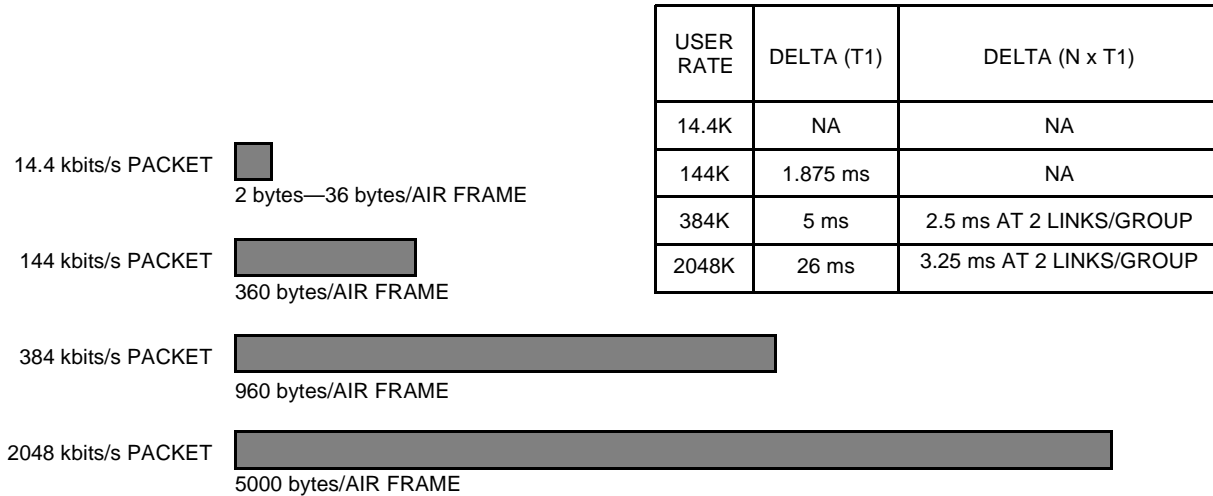 USER RATE DELTA (T1) DELTA (N x T1)
14.4K NA NA
144K 1.875 ms NA
384K 5 ms 2.5 ms AT 2 LINKS/GROUP
2048K 26 ms 3.25 ms AT 2 LINKS/GROUP
14.4 kbits/s PACKET
2 bytes—36 bytes/AIR FRAME
144 kbits/s PACKET
360 bytes/AIR FRAME
384 kbits/s PACKET
960 bytes/AIR FRAME
2048 kbits/s PACKET
5000 bytes/AIR FRAME